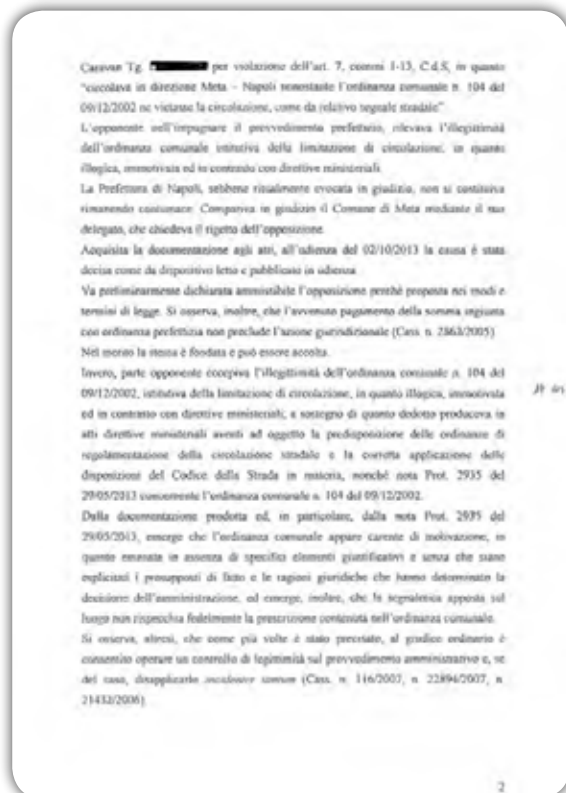 Caravan Tg. per violazione dell'art. 7, commi 1-13, C.d.S, in quanto
"circolava in direzione Meta – Napoli nonostante l'ordinanza comunale n. 104 del
09/12/2002 ne vietasse la circolazione, come da relativo segnale stradale".
L'opponente nell'impugnare il provvedimento prefettizio, rilevava l'illegittimità
dell'ordinanza comunale istitutiva della limitazione di circolazione, in quanto
illogica, immotivata ed in contrasto con direttive ministeriali.
La Prefettura di Napoli, sebbene ritualmente evocata in giudizio, non si costituiva
rimanendo contumace. Compariva in giudizio il Comune di Meta mediante il suo
delegato, che chiedeva il rigetto dell'opposizione.
Acquisita la documentazione agli atti, all'udienza del 02/10/2013 la causa è stata
decisa come da dispositivo letto e pubblicato in udienza.
Va preliminarmente dichiarata ammissibile l'opposizione perché proposta nei modi e
termini di legge. Si osserva, inoltre, che l'avvenuto pagamento della somma ingiunta
con ordinanza prefettizia non preclude l'azione giurisdizionale (Cass. n. 2862/2005)
Nel merito la stessa è fondata e può essere accolta.
Invero, parte opponente eccepiva l'illegittimità dell'ordinanza comunale n. 104 del
09/12/2002, istitutiva della limitazione di circolazione, in quanto illogica, immotivata
ed in contrasto con direttive ministeriali, a sostegno di quanto dedotto produceva in
atti direttive ministeriali aventi ad oggetto la predisposizione delle ordinanze di
regolamentazione della circolazione stradale e la corretta applicazione delle
disposizione del Codice della Strada in materia, nonché nota Prot. 2935 del
29/05/2013 concernente l'ordinanza comunale n. 104 del 09/12/2002.
Dalla documentazione prodotta ed, in particolare, dalla nota Prot. 2935 del
29/05/2013, emerge che l'ordinanza comunale appare carente di motivazione, in
quanto emanata in assenza di specifici elementi giustificativi e senza che siano
esplicitati i presupposti di fatto e le ragioni giuridiche che hanno determinato la
decisione dell'amministrazione, ed emerge, inoltre, che la segnaletica apposta sul
luogo non rispecchia fedelmente la prescrizione contenuta nell'ordinanza comunale.
Si osserva, altresì, che come più volte è stato precisato, al giudice ordinario è
consentito operare un controllo di legittimità sul provvedimento amministrativo e, se
del caso, disapplicarlo incidenter tantum (Cass. n. 116/2007, n. 22894/2007, n.
21432/2006)
2